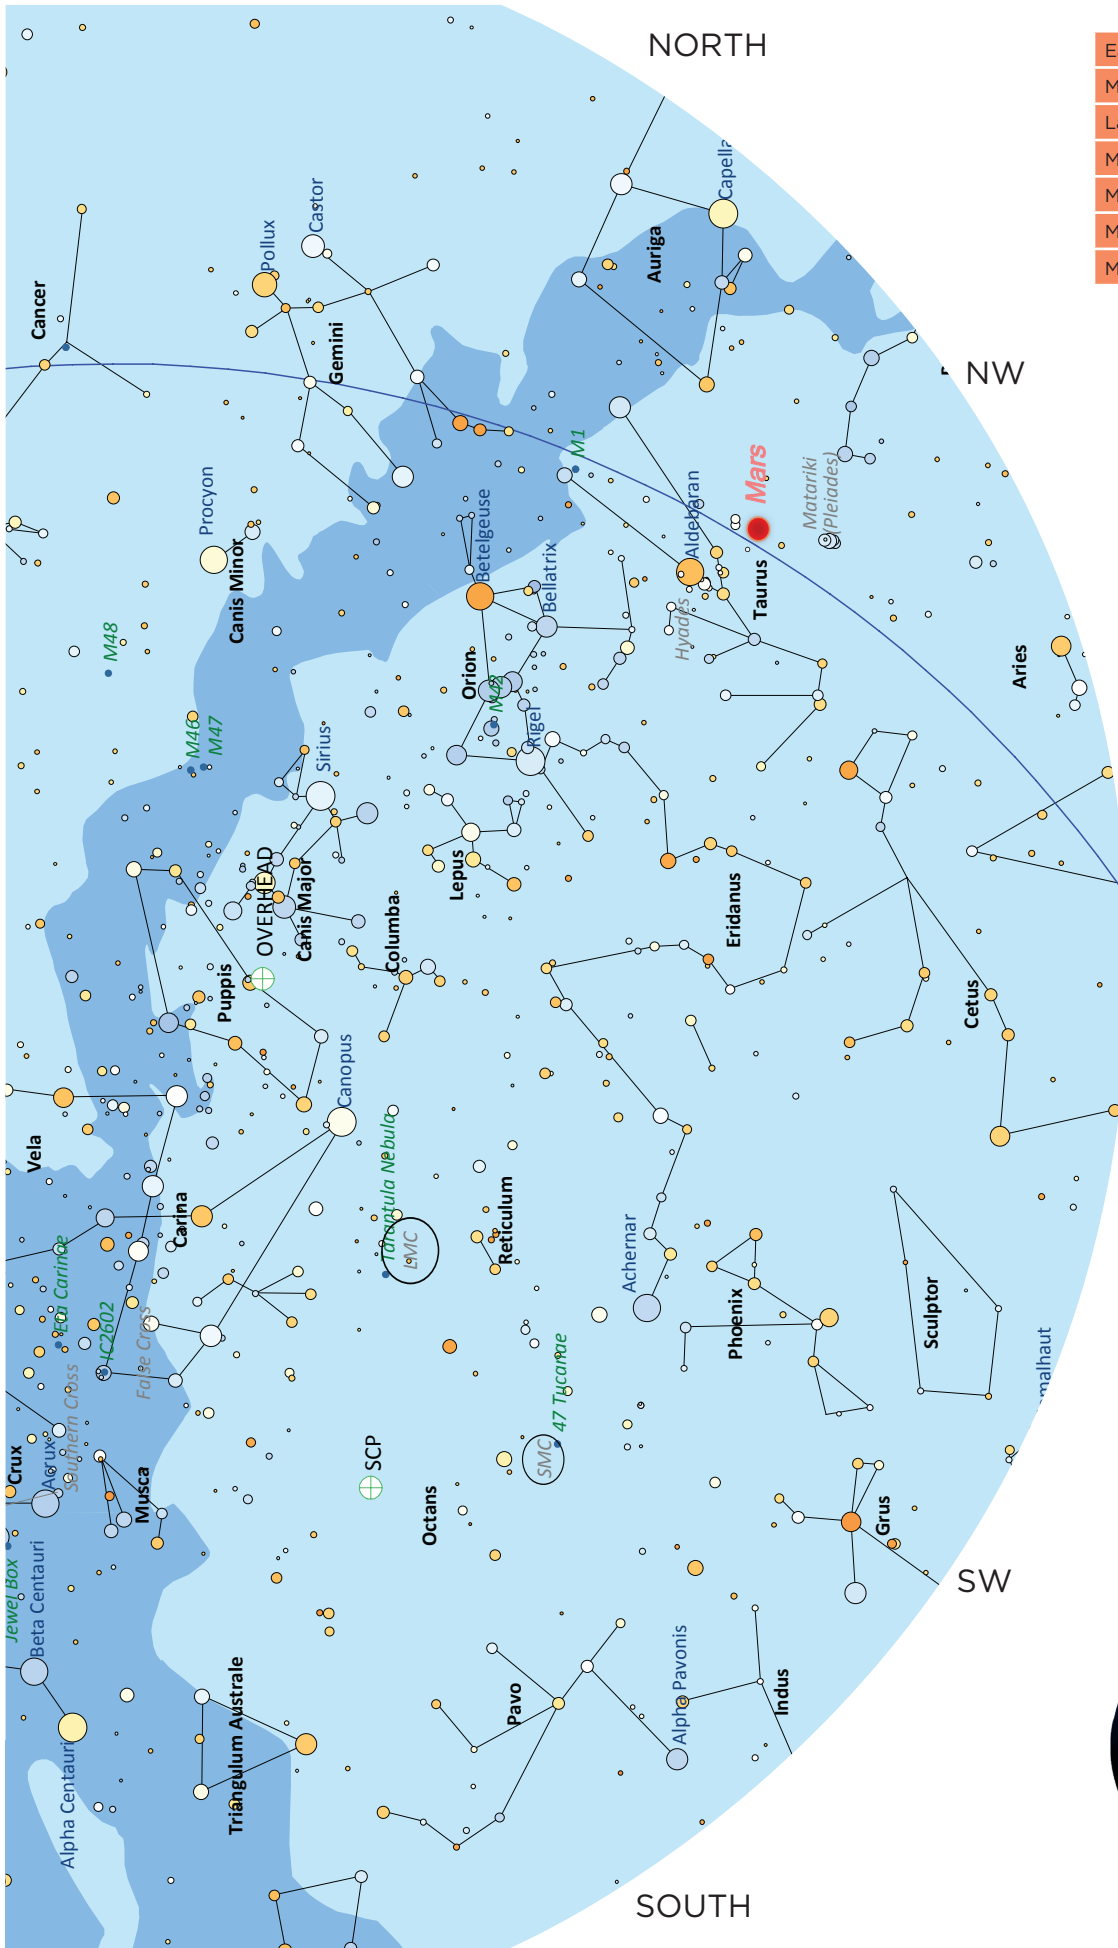 NORTH
E
M
La
M
M
M
M
Capella
Castor
Pollux
Auriga
Cancer
Gemini
NW
M1
Mars
Matariki
(Pleiades)
Procyon
Betelgeuse
Aldebaran
Canis Minor
Bellatrix
Taurus
Hyades
M48
Orion
M42
Aries
M46
M47
Rigel
Sirius
OVERHEAD
Canis Major
Lepus
Columba
Eridanus
Puppis
Cetus
Canopus
Vela
Tarantula Nebula
Carina
LMC
Reticulum
Achernar
Eta Carinae
IC2602
False Cross
Phoenix
Sculptor
47 Tucanae
malhaut
Southern Cross
Crux
Acrux
SCP
SMC
Musca
Octans
Grus
Jewel Box
Beta Centauri
SW
Triangulum Australe
Pavo
Alpha Pavonis
Indus
Alpha Centauri
SOUTH